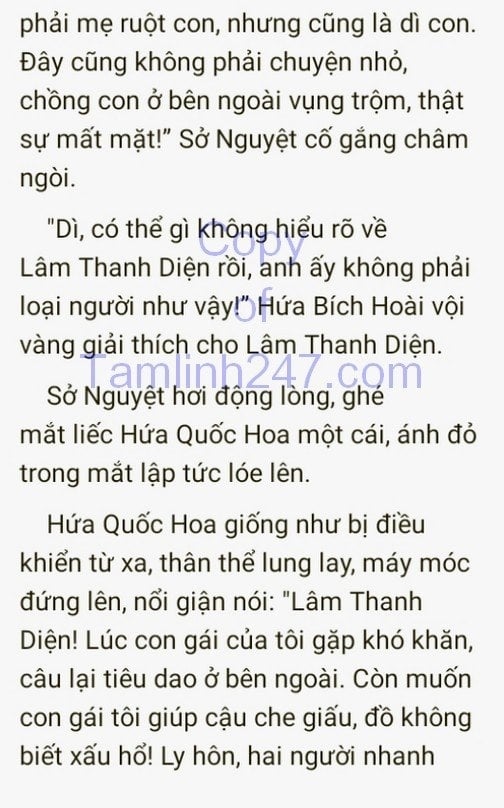 phải mẹ ruột con, nhưng cũng là dì con.
Đây cũng không phải chuyện nhỏ,
chồng con ở bên ngoài vụng trộm, thật
sự mất mặt!” Sở Nguyệt cố gắng châm
ngòi.
"Dì, có thể gì không hiểu rõ về
Lâm Thanh Diện rồi, anh ấy không phải
loại người như vậy!” Hứa Bích Hoài vội
vàng giải thích cho Lâm Thanh Diện.
Sở Nguyệt hơi động lòng, ghé
mắt liếc Hứa Quốc Hoa một cái, ánh đỏ
trong mắt lập tức lóe lên.
Hứa Quốc Hoa giống như bị điều
khiển từ xa, thân thể lung lay, máy móc
đứng lên, nổi giận nói: "Lâm Thanh
Diện! Lúc con gái của tôi gặp khó khăn,
câu lại tiêu dao ở bên ngoài. Còn muốn
con gái tôi giúp cậu che giấu, đồ không
biết xấu hổ! Ly hôn, hai người nhanh
Copy
of
Tamlinh247.com